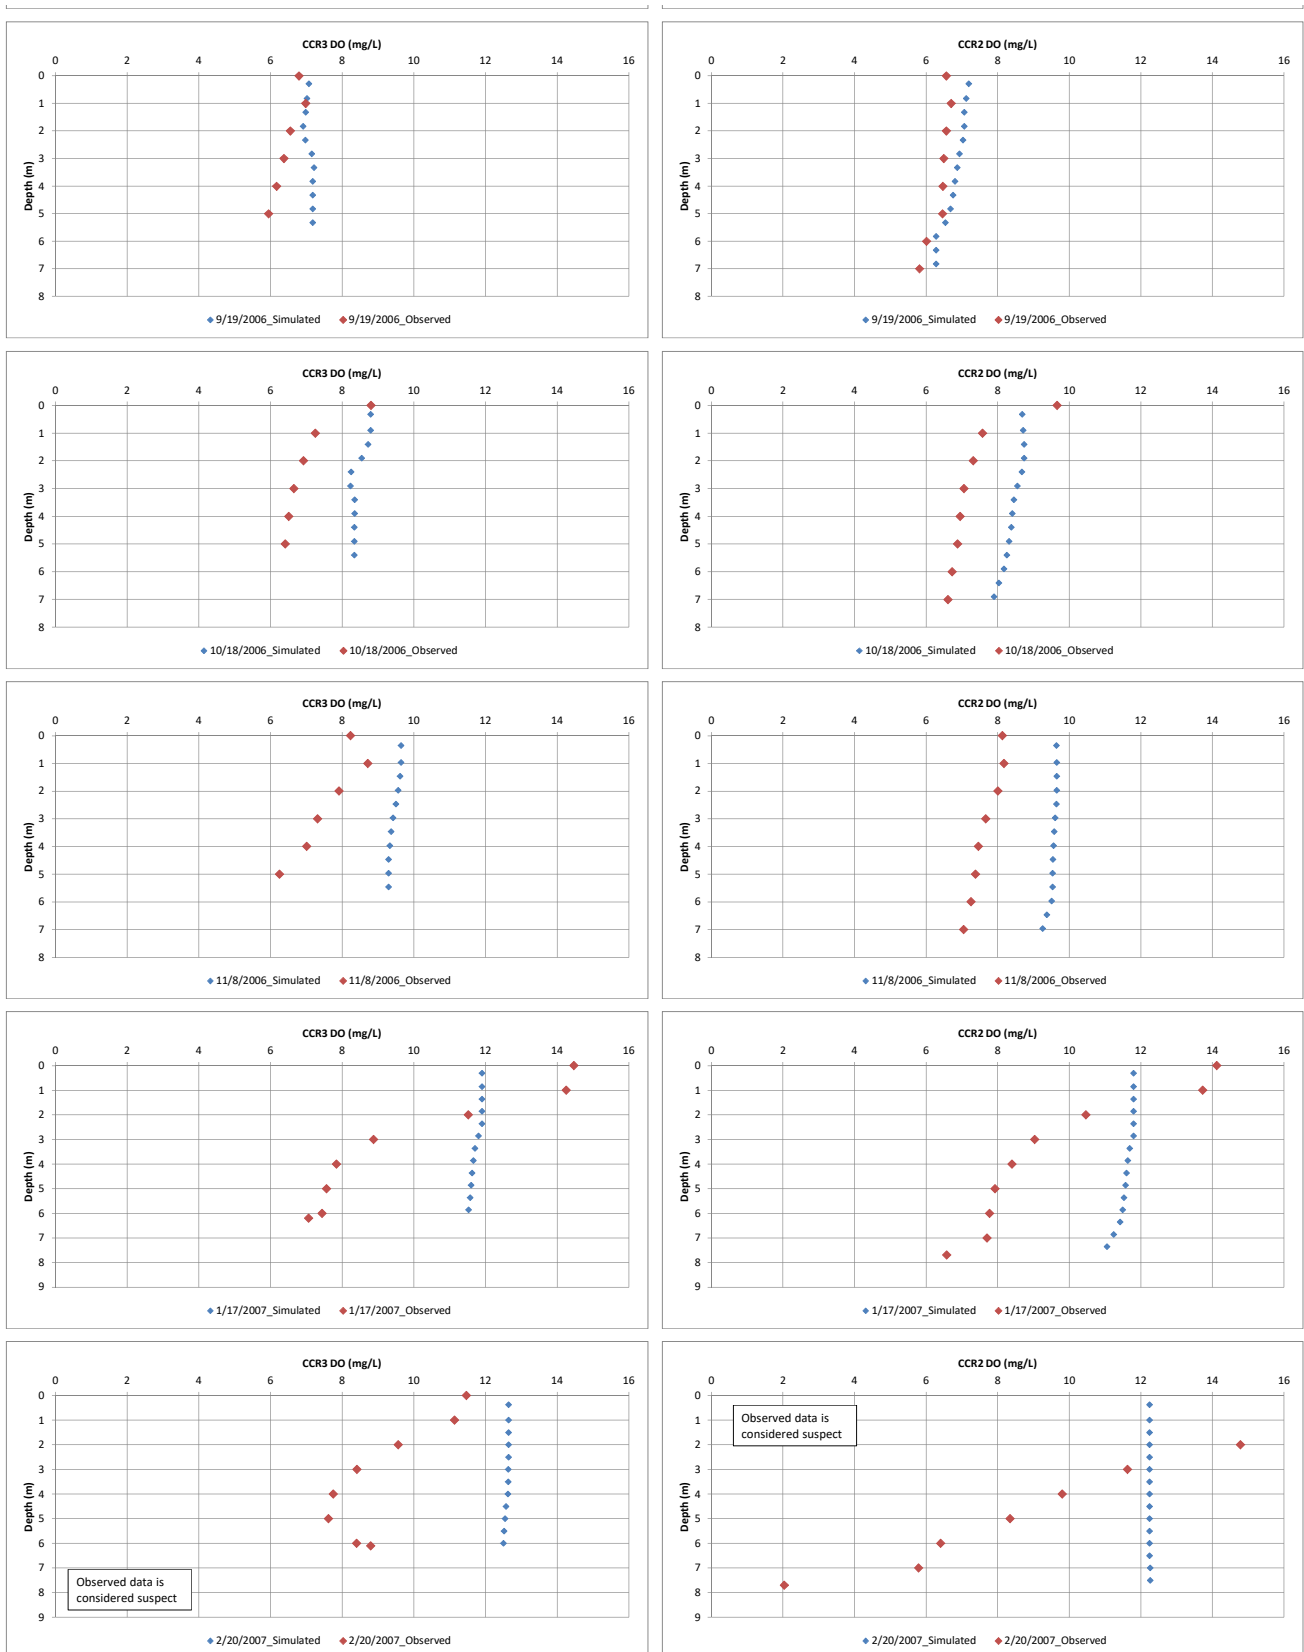 CCR3 DO (mg/L)
0 2 4 6 8 10 12 14 16
0
1
2
3
4
5
6
7
8
Depth (m)
9/19/2006_Simulated 9/19/2006_Observed
CCR2 DO (mg/L)
0 2 4 6 8 10 12 14 16
0
1
2
3
4
5
6
7
8
Depth (m)
9/19/2006_Simulated 9/19/2006_Observed
CCR3 DO (mg/L)
0 2 4 6 8 10 12 14 16
0
1
2
3
4
5
6
7
8
Depth (m)
10/18/2006_Simulated 10/18/2006_Observed
CCR2 DO (mg/L)
0 2 4 6 8 10 12 14 16
0
1
2
3
4
5
6
7
8
Depth (m)
10/18/2006_Simulated 10/18/2006_Observed
CCR3 DO (mg/L)
0 2 4 6 8 10 12 14 16
0
1
2
3
4
5
6
7
8
Depth (m)
11/8/2006_Simulated 11/8/2006_Observed
CCR2 DO (mg/L)
0 2 4 6 8 10 12 14 16
0
1
2
3
4
5
6
7
8
Depth (m)
11/8/2006_Simulated 11/8/2006_Observed
CCR3 DO (mg/L)
0 2 4 6 8 10 12 14 16
0
1
2
3
4
5
6
7
8
9
Depth (m)
1/17/2007_Simulated 1/17/2007_Observed
CCR2 DO (mg/L)
0 2 4 6 8 10 12 14 16
0
1
2
3
4
5
6
7
8
9
Depth (m)
1/17/2007_Simulated 1/17/2007_Observed
CCR3 DO (mg/L)
0 2 4 6 8 10 12 14 16
0
1
2
3
4
5
6
7
8
9
Depth (m)
Observed data is
considered suspect
2/20/2007_Simulated 2/20/2007_Observed
CCR2 DO (mg/L)
0 2 4 6 8 10 12 14 16
0
1
2
3
4
5
6
7
8
9
Depth (m)
Observed data is
considered suspect
2/20/2007_Simulated 2/20/2007_Observed